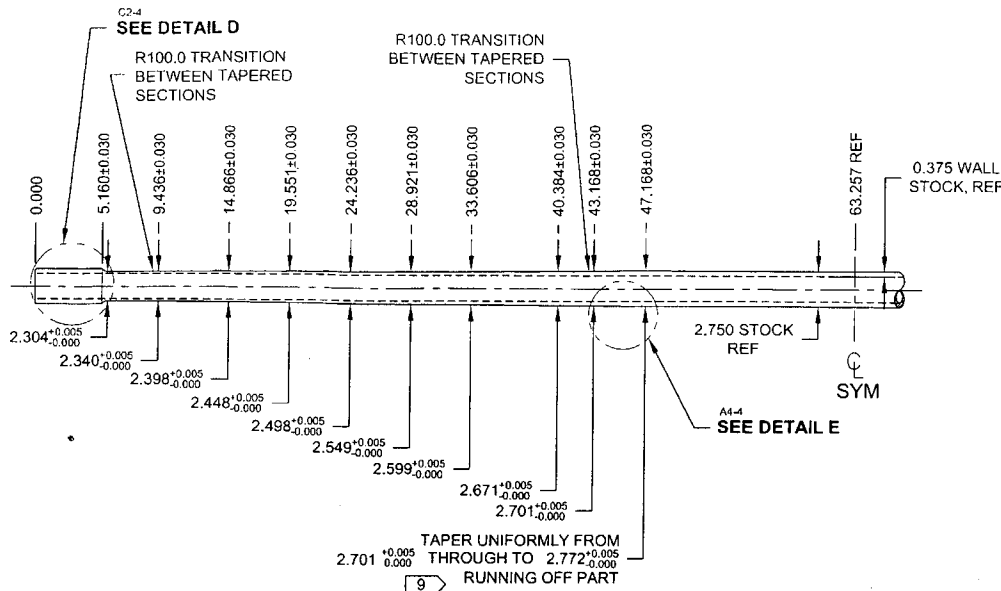 C2-4
SEE DETAIL D
R100.0 TRANSITION
BETWEEN TAPERED
SECTIONS
R100.0 TRANSITION
BETWEEN TAPERED
SECTIONS
0.000
5.160±0.030
9.436±0.030
14.866±0.030
19.551±0.030
24.236±0.030
28.921±0.030
33.606±0.030
40.384±0.030
43.168±0.030
47.168±0.030
63.257 REF
0.375 WALL
STOCK, REF
2.304 +0.005 -0.000
2.340 +0.005 -0.000
2.398 +0.005 -0.000
2.448 +0.005 -0.000
2.498 +0.005 -0.000
2.549 +0.005 -0.000
2.599 +0.005 -0.000
2.671 +0.005 -0.000
2.701 +0.005 -0.000
2.750 STOCK
REF
℄
SYM
A4-4
SEE DETAIL E
TAPER UNIFORMLY FROM
2.701 +0.005 0.000 THROUGH TO 2.772 +0.005 -0.000
RUNNING OFF PART
9